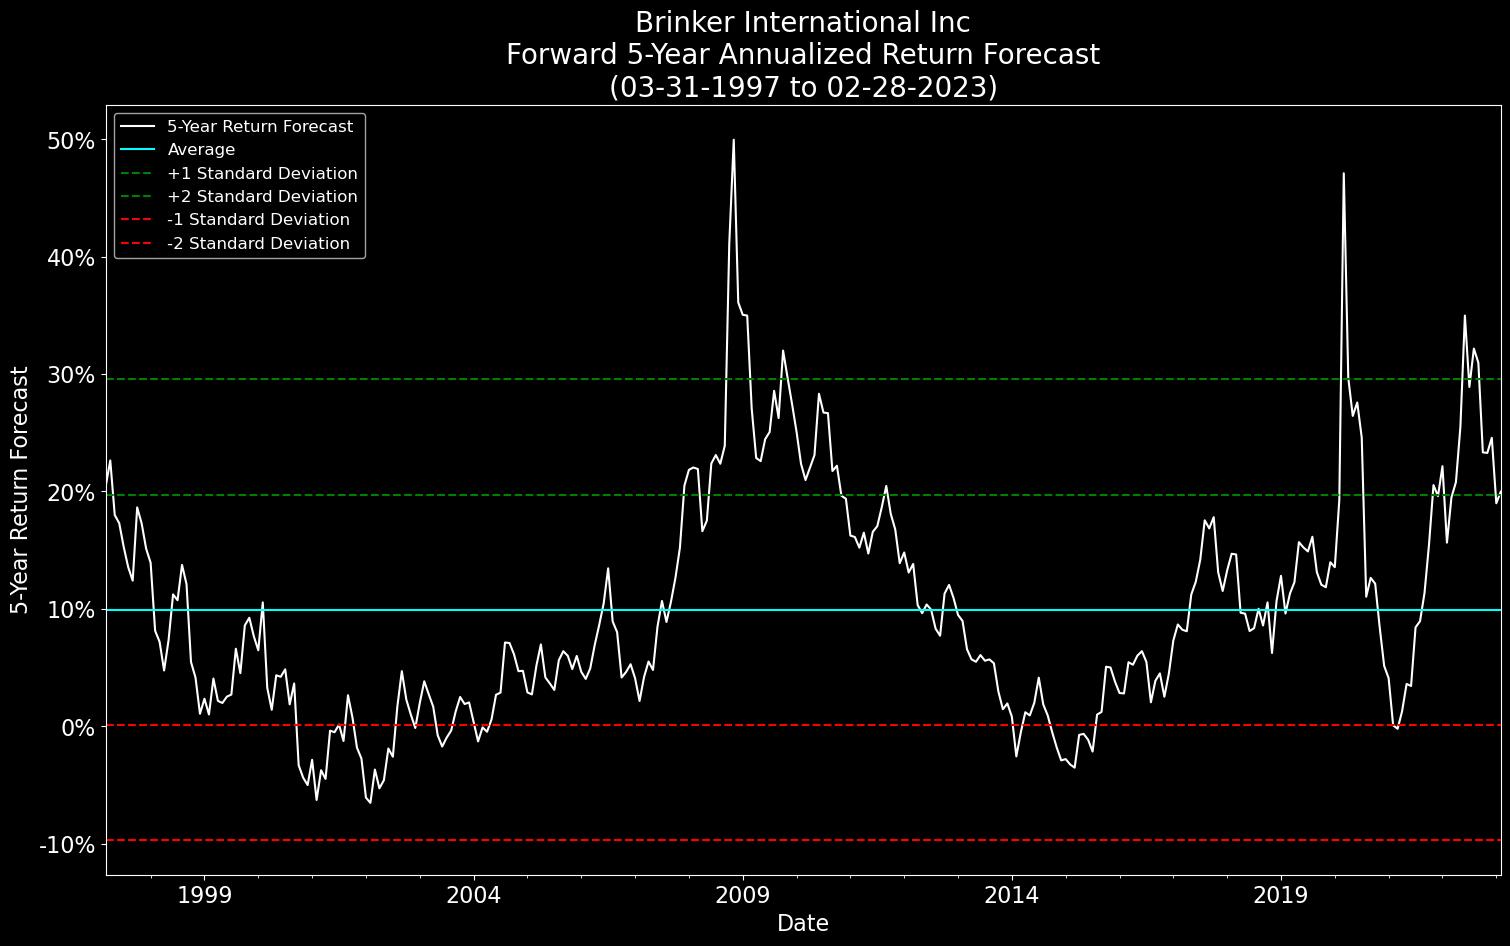 Brinker International Inc
Forward 5-Year Annualized Return Forecast
(03-31-1997 to 02-28-2023)
5-Year Return Forecast
Average
+1 Standard Deviation
+2 Standard Deviation
-1 Standard Deviation
-2 Standard Deviation
5-Year Return Forecast
50%
40%
30%
20%
10%
0%
-10%
1999
2004
2009
2014
2019
Date